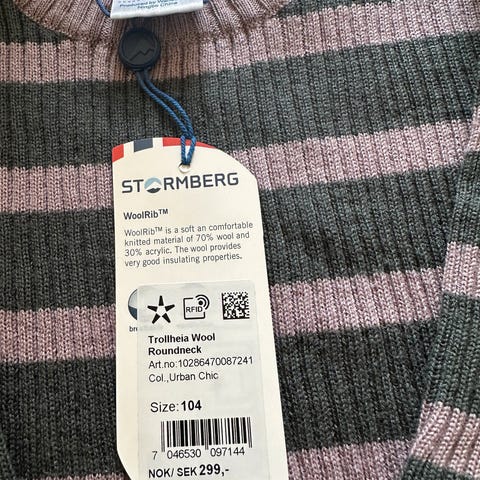 STORMBERG
WoolRib™
WoolRib™ is a soft an comfortable
knitted material of 70% wool and
30% acrylic. The wool provides
very good insulating properties.
RFID
Trollheia Wool
Roundneck
Art.no:10286470087241
Col.,Urban Chic
Size:104
7 046530 097144
NOK/ SEK 299,-